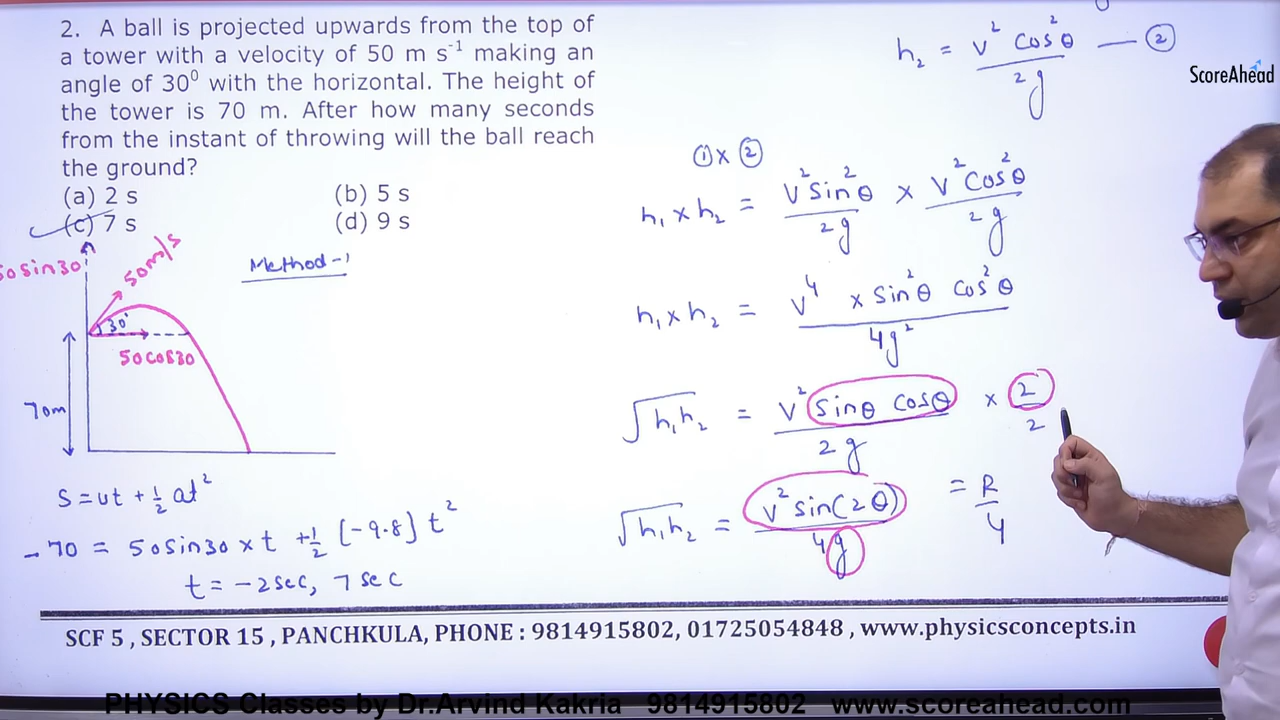 2. A ball is projected upwards from the top of
a tower with a velocity of 50 m s⁻¹ making an
angle of 30⁰ with the horizontal. The height of
the tower is 70 m. After how many seconds
from the instant of throwing will the ball reach
the ground?
(a) 2 s (b) 5 s
(c) 7 s (d) 9 s
50sin30
50m/s
30°
50cos30
70m
Method-1
S = ut + ½ at²
-70 = 50sin30 × t + ½ (-9.8) t²
t = -2sec, 7 sec
h₂ = v² cos²θ / 2g — ②
ScoreAhead
① × ②
h₁ × h₂ = v² sin²θ / 2g × v² cos²θ / 2g
h₁ × h₂ = v⁴ × sin²θ cos²θ / 4g²
√h₁h₂ = v² sinθ cosθ / 2g × 2/2
√h₁h₂ = v² sin(2θ) / 4g = R/4
SCF 5 , SECTOR 15 , PANCHKULA, PHONE : 9814915802, 01725054848 , www.physicsconcepts.in
PHYSICS Classes by Dr.Arvind Kakria 9814915802 www.scoreahead.com